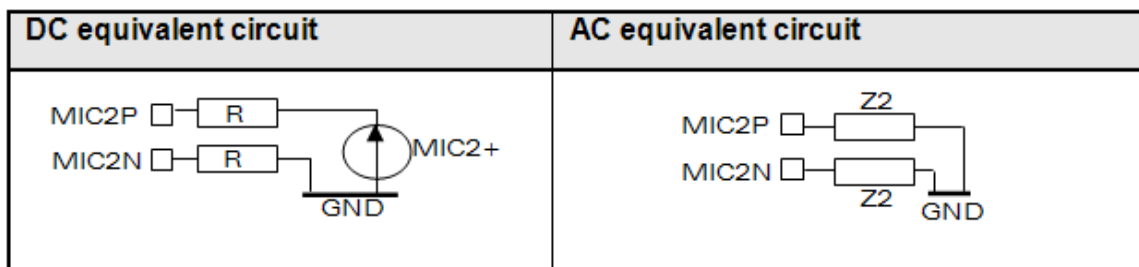 DC equivalent circuit
AC equivalent circuit
MIC2P
R
MIC2N
R
MIC2+
GND
Z2
MIC2P
MIC2N
Z2
GND